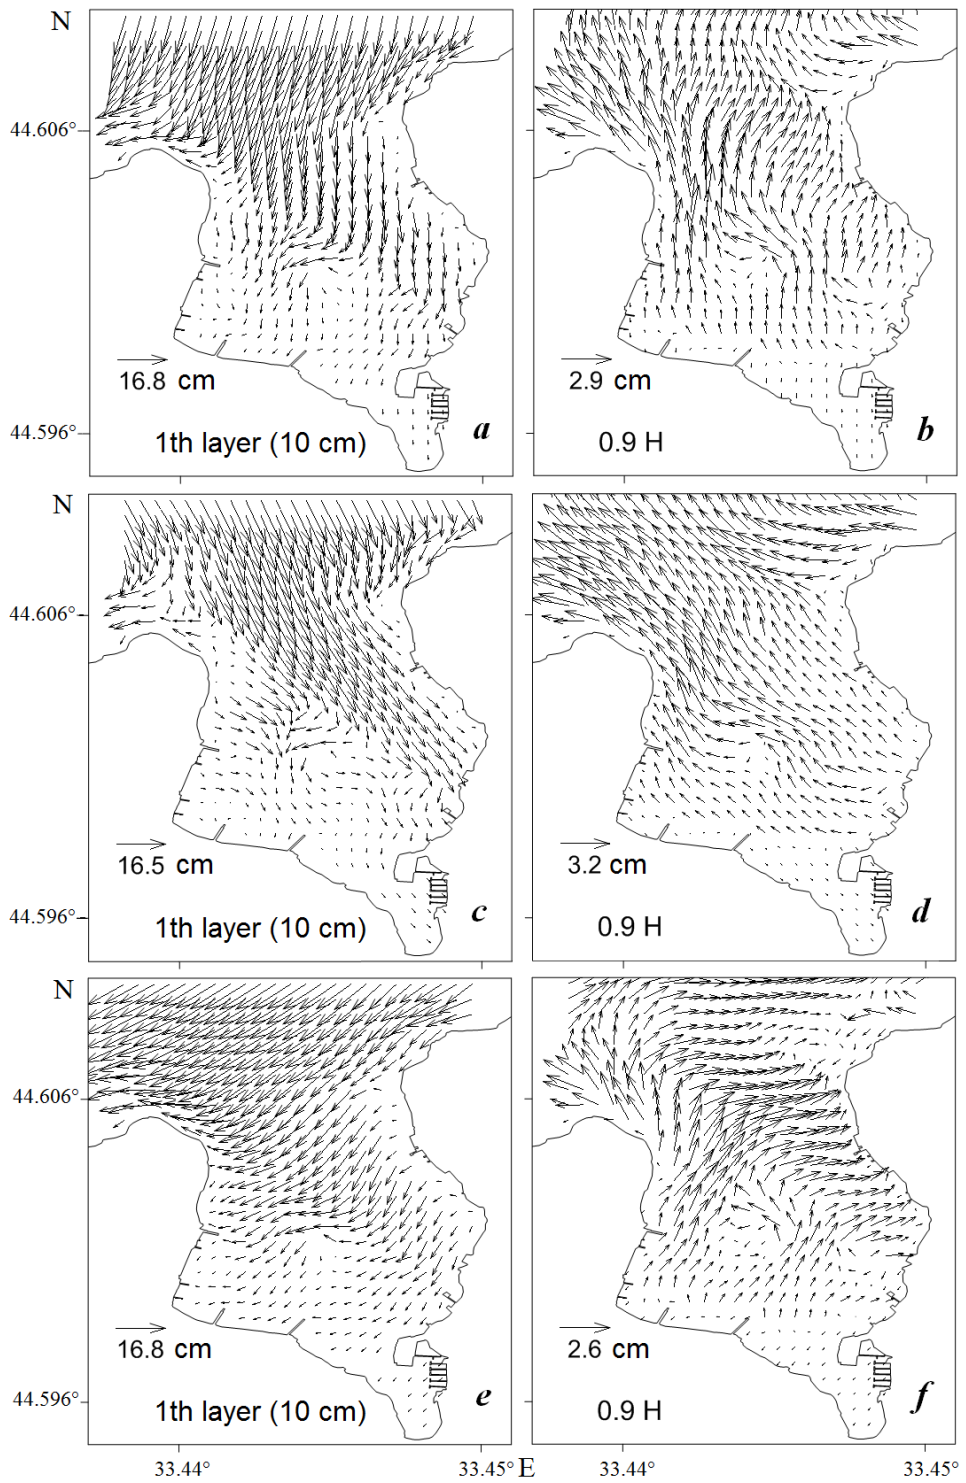 N
44.606°
16.8 cm
2.9 cm
44.596°
1th layer (10 cm)
a
0.9 H
b
N
44.606°
16.5 cm
3.2 cm
44.596°
1th layer (10 cm)
c
0.9 H
d
N
44.606°
16.8 cm
2.6 cm
44.596°
1th layer (10 cm)
e
0.9 H
f
33.44°
33.45° E
33.44°
33.45°